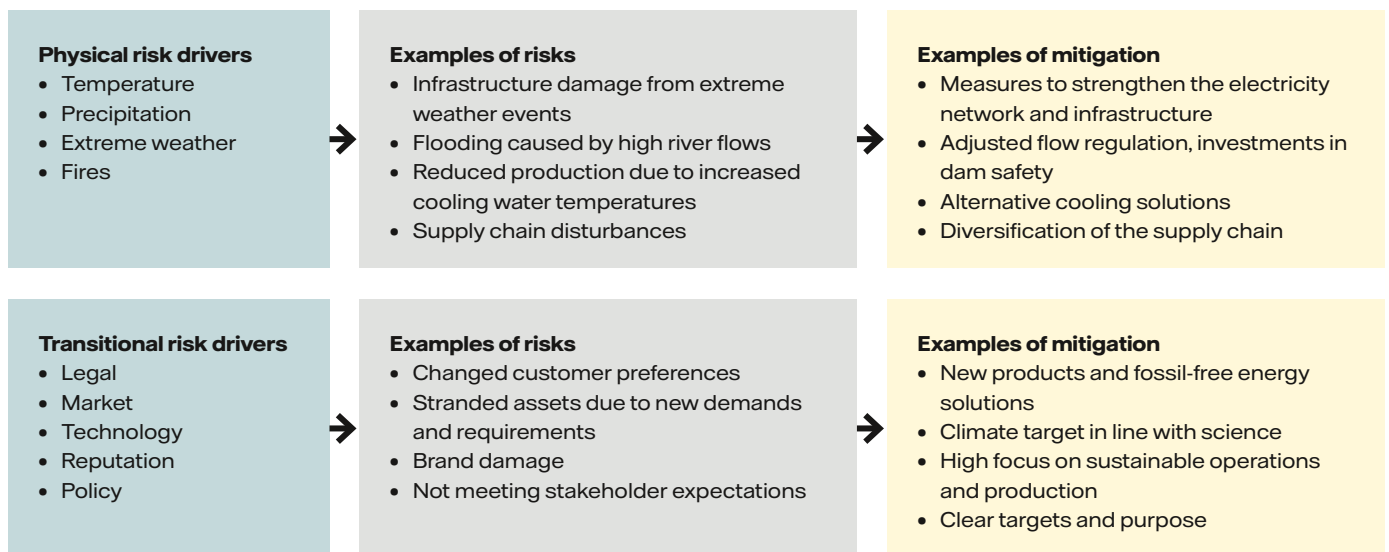 Physical risk drivers
• Temperature
• Precipitation
• Extreme weather
• Fires
Examples of risks
• Infrastructure damage from extreme
weather events
• Flooding caused by high river flows
• Reduced production due to increased
cooling water temperatures
• Supply chain disturbances
Examples of mitigation
• Measures to strengthen the electricity
network and infrastructure
• Adjusted flow regulation, investments in
dam safety
• Alternative cooling solutions
• Diversification of the supply chain
Transitional risk drivers
• Legal
• Market
• Technology
• Reputation
• Policy
Examples of risks
• Changed customer preferences
• Stranded assets due to new demands
and requirements
• Brand damage
• Not meeting stakeholder expectations
Examples of mitigation
• New products and fossil-free energy
solutions
• Climate target in line with science
• High focus on sustainable operations
and production
• Clear targets and purpose